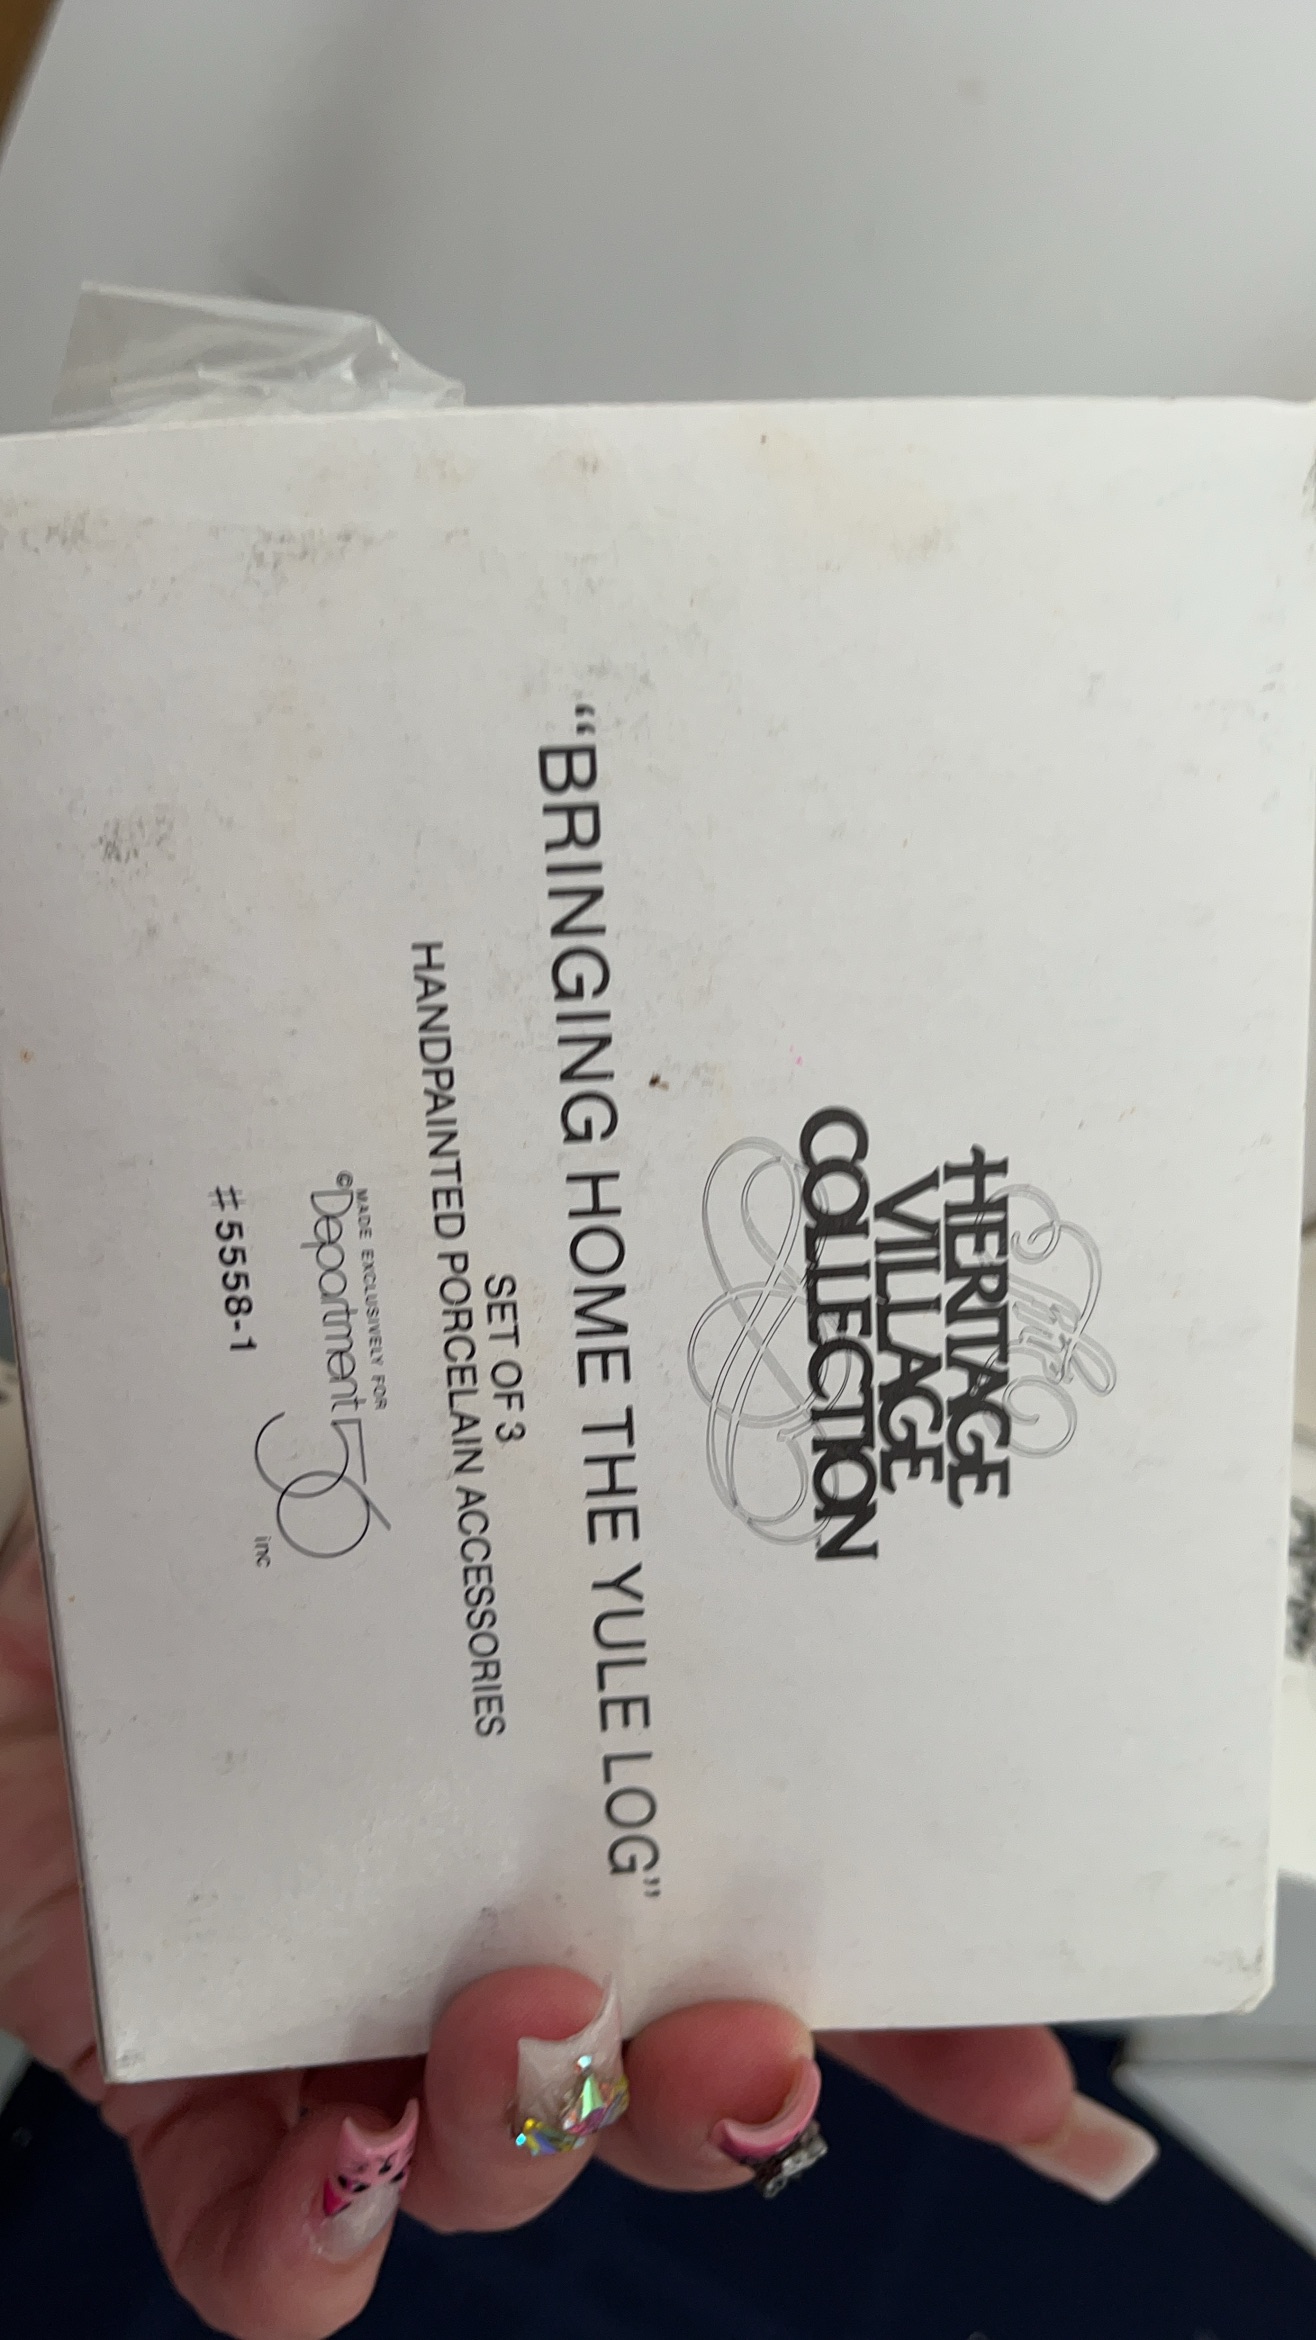 The
HERITAGE
VILLAGE
COLLECTION
“BRINGING HOME THE YULE LOG”
SET OF 3
HANDPAINTED PORCELAIN ACCESSORIES
MADE EXCLUSIVELY FOR
©Department 56 inc
#5558-1